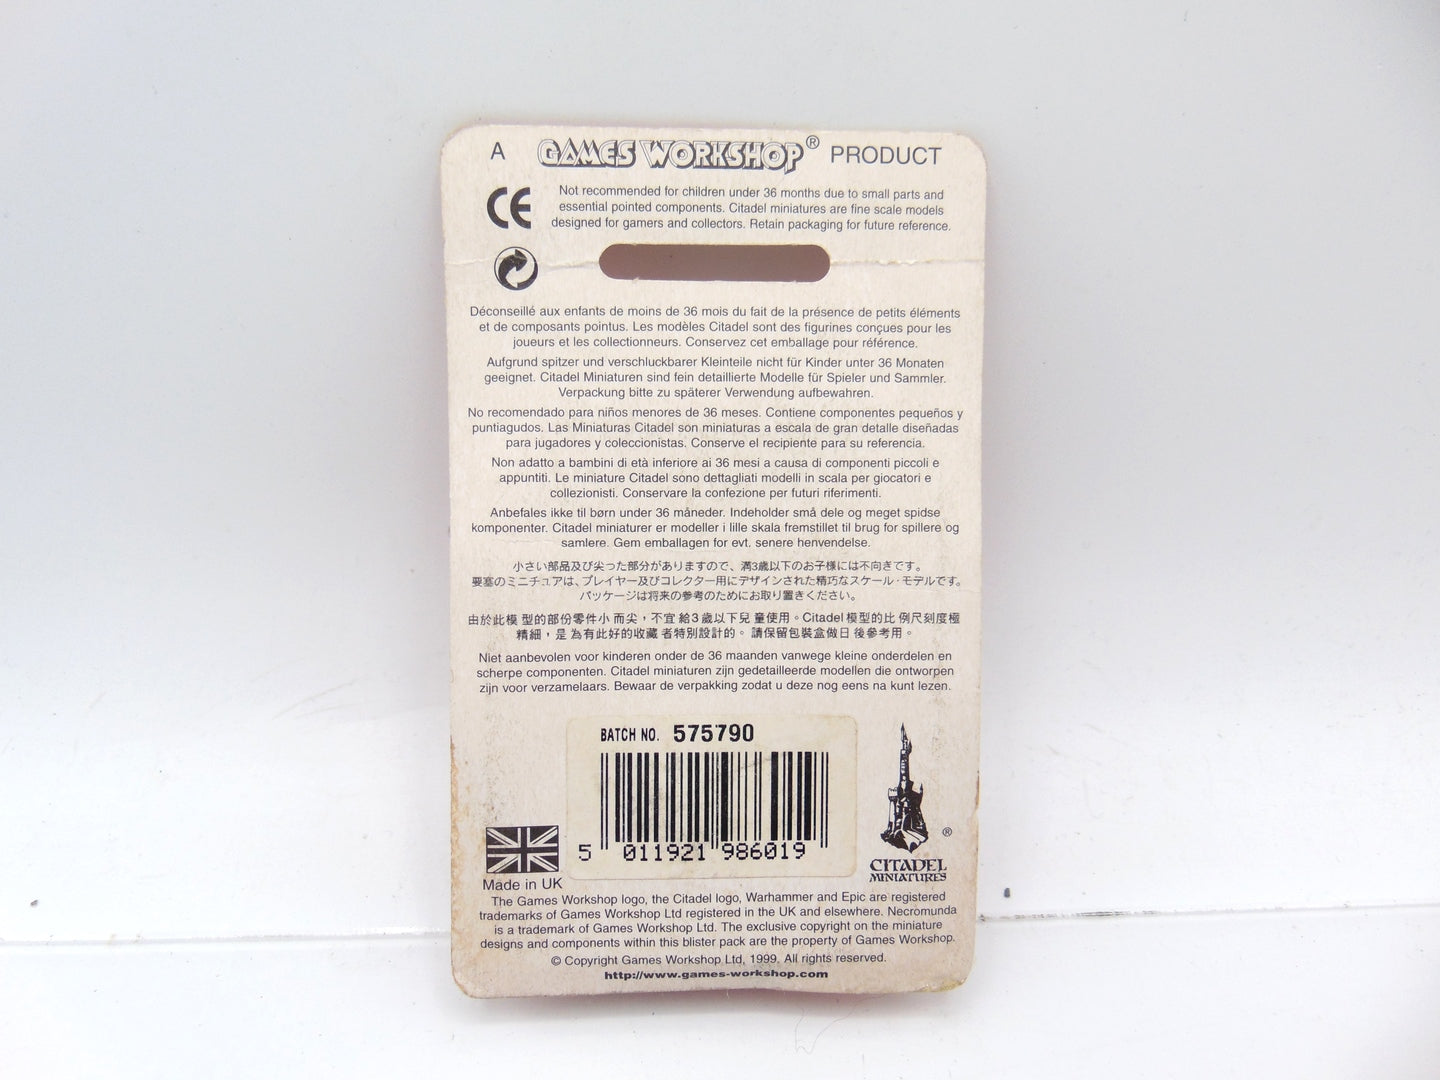 A GAMES WORKSHOP® PRODUCT
CE
Not recommended for children under 36 months due to small parts and
essential pointed components. Citadel miniatures are fine scale models
designed for gamers and collectors. Retain packaging for future reference.
Déconseillé aux enfants de moins de 36 mois du fait de la présence de petits éléments
et de composants pointus. Les modèles Citadel sont des figurines conçues pour les
joueurs et les collectionneurs. Conservez cet emballage pour référence.
Aufgrund spitzer und verschluckbarer Kleinteile nicht für Kinder unter 36 Monaten
geeignet. Citadel Miniaturen sind fein detaillierte Modelle für Spieler und Sammler.
Verpackung bitte zu späterer Verwendung aufbewahren.
No recomendado para niños menores de 36 meses. Contiene componentes pequeños y
puntiagudos. Las Miniaturas Citadel son miniaturas a escala de gran detalle diseñadas
para jugadores y coleccionistas. Conserve el recipiente para su referencia.
Non adatto a bambini di età inferiore ai 36 mesi a causa di componenti piccoli e
appuntiti. Le miniature Citadel sono dettagliati modelli in scala per giocatori e
collezionisti. Conservare la confezione per futuri riferimenti.
Anbefales ikke til børn under 36 måneder. Indeholder små dele og meget spidse
komponenter. Citadel miniaturer er modeller i lille skala fremstillet til brug for spillere og
samlere. Gem emballagen for evt. senere henvendelse.
小さい部品及び尖った部分がありますので、満3歳以下のお子様には不向きです。
要塞のミニチュアは、プレイヤー及びコレクター用にデザインされた精巧なスケール・モデルです。
パッケージは将来の参考のためにお取り置きください。
由於此模型的部份零件小而尖，不宜給3歲以下兒童使用。Citadel模型的比例尺刻度極
精細，是為有此好的收藏者特別設計的。請保留包裝盒做日後參考用。
Niet aanbevolen voor kinderen onder de 36 maanden vanwege kleine onderdelen en
scherpe componenten. Citadel miniaturen zijn gedetailleerde modellen die ontworpen
zijn voor verzamelaars. Bewaar de verpakking zodat u deze nog eens na kunt lezen.
BATCH NO. 575790
5 011921 986019
®
CITADEL
MINIATURES
Made in UK
The Games Workshop logo, the Citadel logo, Warhammer and Epic are registered
trademarks of Games Workshop Ltd registered in the UK and elsewhere. Necromunda
is a trademark of Games Workshop Ltd. The exclusive copyright on the miniature
designs and components within this blister pack are the property of Games Workshop.
© Copyright Games Workshop Ltd, 1999. All rights reserved.
http://www.games-workshop.com